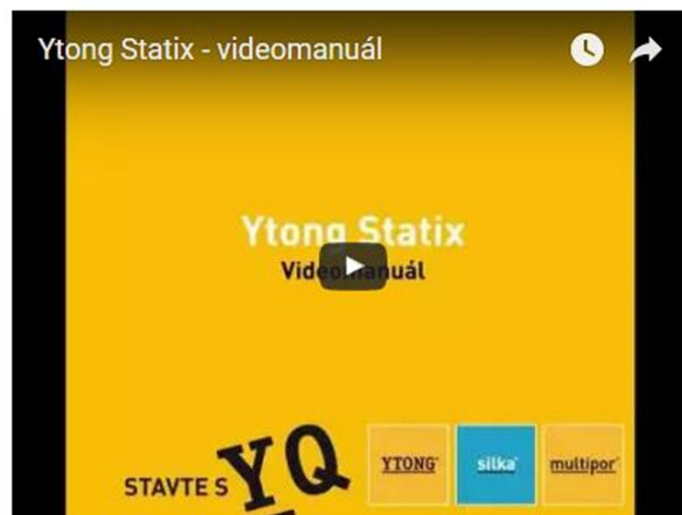 Ytong Statix - videomanuál
Ytong Statix
Videomanuál
STAVTE S YQ
YTONG
silka
multipor